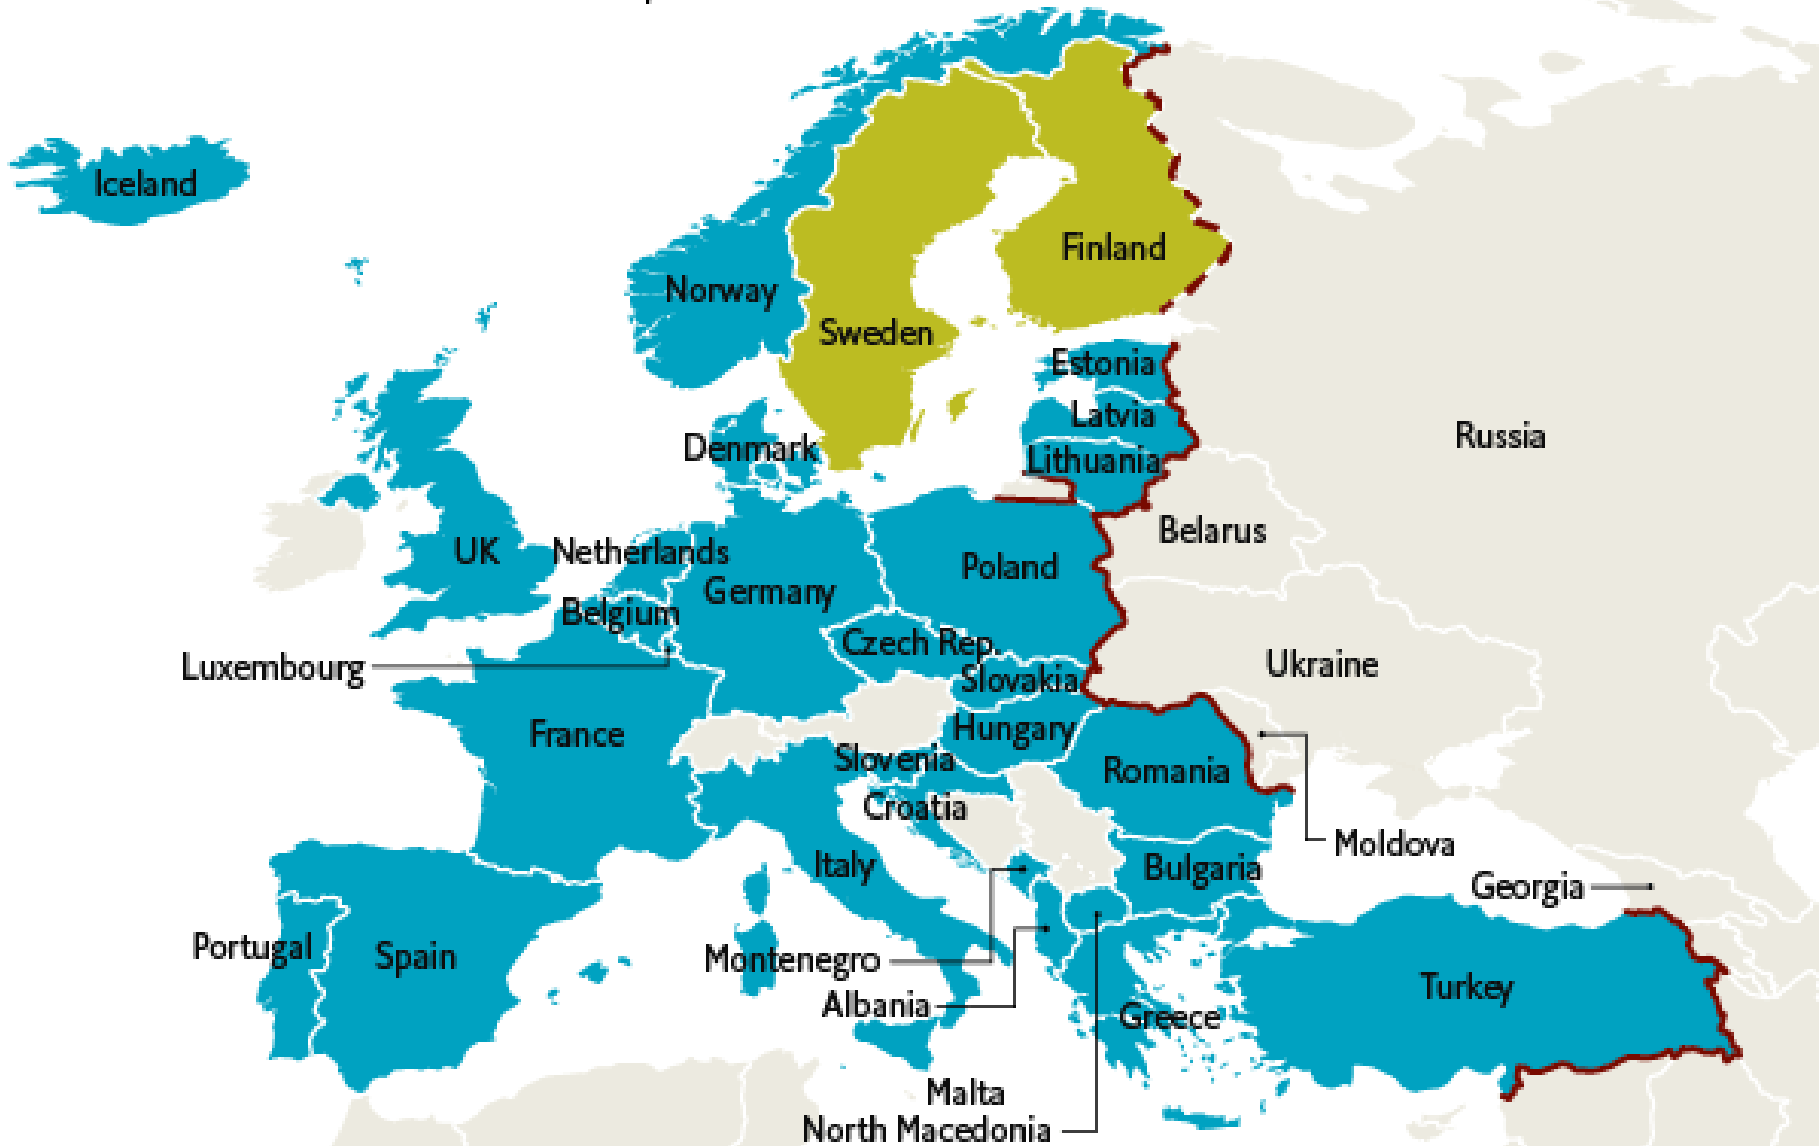 Iceland
Norway
Sweden
Finland
Estonia
Latvia
Lithuania
Denmark
Russia
Belarus
UK
Netherlands
Germany
Poland
Belgium
Czech Rep.
Luxembourg
Slovakia
Ukraine
France
Hungary
Slovenia
Romania
Croatia
Moldova
Italy
Bulgaria
Georgia
Portugal
Spain
Montenegro
Albania
Greece
Turkey
Malta
North Macedonia